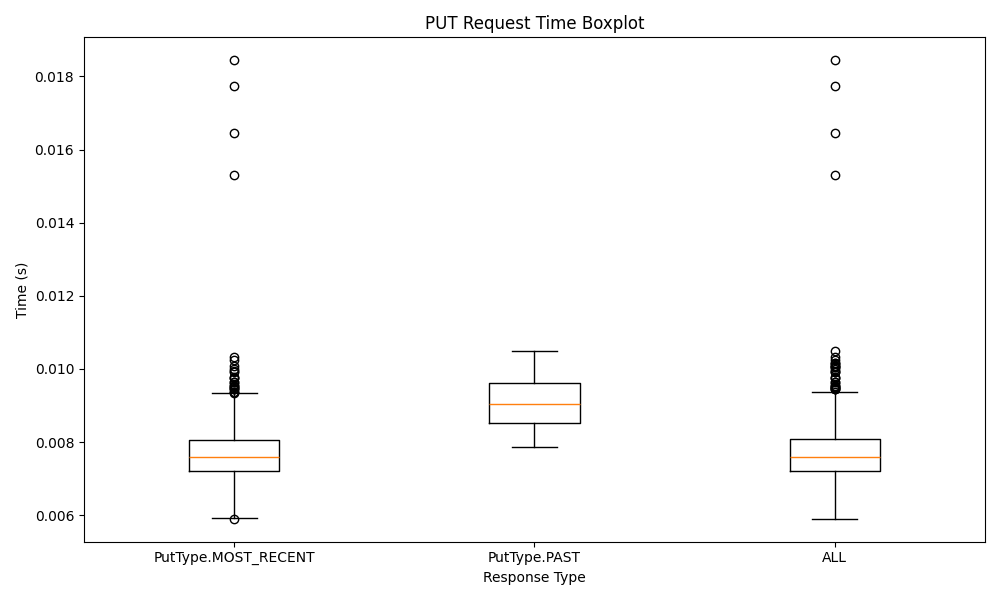 PUT Request Time Boxplot
Time (s)
0.018
0.016
0.014
0.012
0.010
0.008
0.006
PutType.MOST_RECENT
PutType.PAST
ALL
Response Type